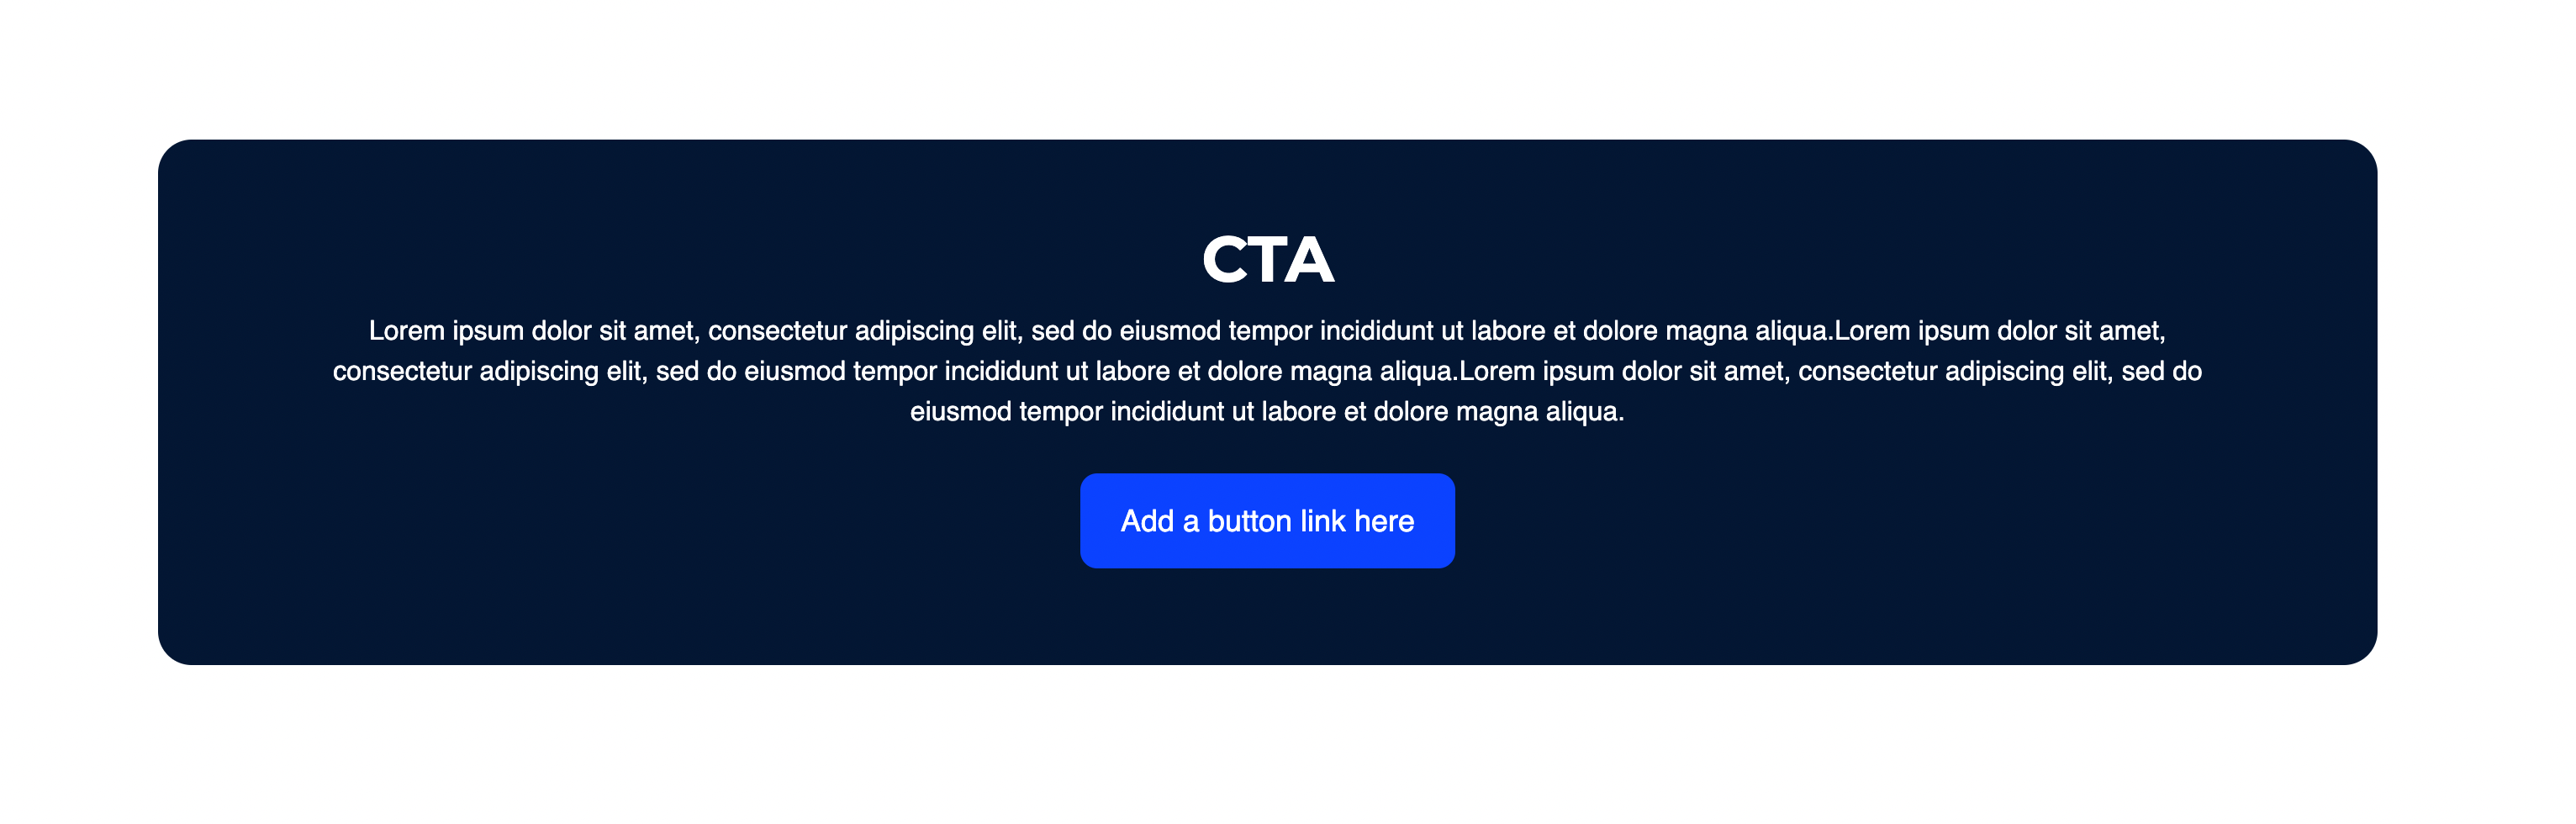 CTA
Lorem ipsum dolor sit amet, consectetur adipiscing elit, sed do eiusmod tempor incididunt ut labore et dolore magna aliqua.Lorem ipsum dolor sit amet,
consectetur adipiscing elit, sed do eiusmod tempor incididunt ut labore et dolore magna aliqua.Lorem ipsum dolor sit amet, consectetur adipiscing elit, sed do
eiusmod tempor incididunt ut labore et dolore magna aliqua.
Add a button link here